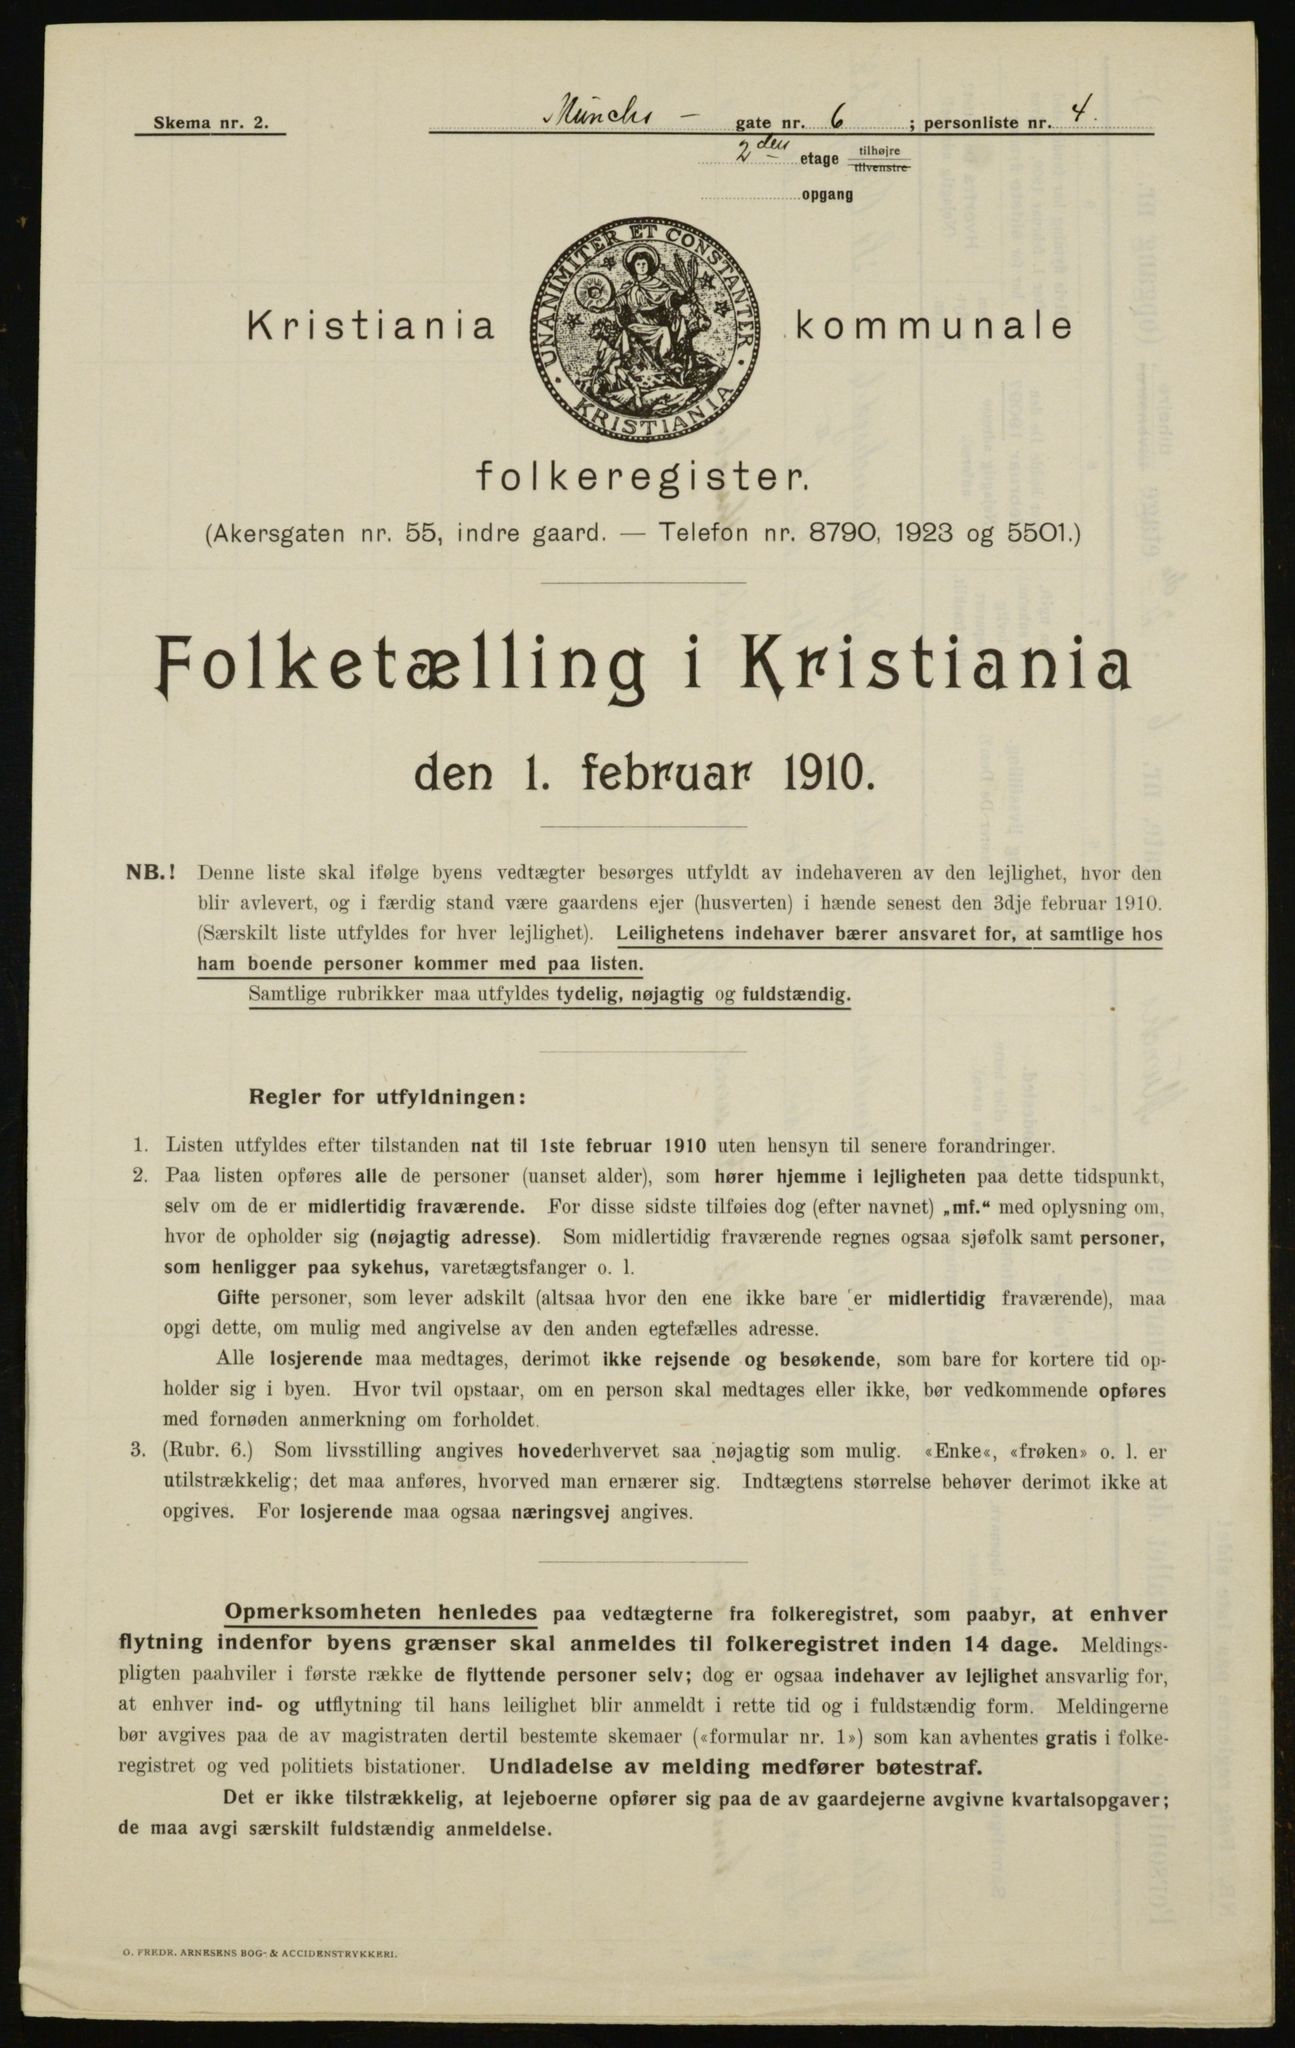 Skema nr. 2. Münchs — gate nr. 6 ; personliste nr. 4.
2den etage tilhøjre
tilvenstre
opgang
UNANIMITER ET CONSTANTER
KRISTIANIA
Kristiania kommunale
folkeregister.
(Akersgaten nr. 55, indre gaard. — Telefon nr. 8790, 1923 og 5501.)
Folketælling i Kristiania
den 1. februar 1910.
NB.! Denne liste skal ifølge byens vedtægter besørges utfyldt av indehaveren av den lejlighet, hvor den
blir avlevert, og i færdig stand være gaardens ejer (husverten) i hænde senest den 3dje februar 1910.
(Særskilt liste utfyldes for hver lejlighet). Leilighetens indehaver bærer ansvaret for, at samtlige hos
ham boende personer kommer med paa listen.
Samtlige rubrikker maa utfyldes tydelig, nøjagtig og fuldstændig.
Regler for utfyldningen:
1. Listen utfyldes efter tilstanden nat til 1ste februar 1910 uten hensyn til senere forandringer.
2. Paa listen opføres alle de personer (uanset alder), som hører hjemme i lejligheten paa dette tidspunkt,
selv om de er midlertidig fraværende. For disse sidste tilføies dog (efter navnet) „mf.“ med oplysning om,
hvor de opholder sig (nøjagtig adresse). Som midlertidig fraværende regnes ogsaa sjøfolk samt personer,
som henligger paa sykehus, varetægtsfanger o. l.
Gifte personer, som lever adskilt (altsaa hvor den ene ikke bare er midlertidig fraværende), maa
opgi dette, om mulig med angivelse av den anden egtefælles adresse.
Alle losjerende maa medtages, derimot ikke rejsende og besøkende, som bare for kortere tid op-
holder sig i byen. Hvor tvil opstaar, om en person skal medtages eller ikke, bør vedkommende opføres
med fornøden anmerkning om forholdet.
3. (Rubr. 6.) Som livsstilling angives hovederhvervet saa nøjagtig som mulig. «Enke«, «frøken» o. l. er
utilstrækkelig; det maa anføres, hvorved man ernærer sig. Indtægtens størrelse behøver derimot ikke at
opgives. For losjerende maa ogsaa næringsvej angives.
Opmerksomheten henledes paa vedtægterne fra folkeregistret, som paabyr, at enhver
flytning indenfor byens grænser skal anmeldes til folkeregistret inden 14 dage. Meldings-
pligten paahviler i første række de flyttende personer selv; dog er ogsaa indehaver av lejlighet ansvarlig for,
at enhver ind- og utflytning til hans leilighet blir anmeldt i rette tid og i fuldstændig form. Meldingerne
bør avgives paa de av magistraten dertil bestemte skemaer («formular nr. 1») som kan avhentes gratis i folke-
registret og ved politiets bistationer. Undladelse av melding medfører bøtestraf.
Det er ikke tilstrækkelig, at lejeboerne opfører sig paa de av gaardejerne avgivne kvartalsopgaver;
de maa avgi særskilt fuldstændig anmeldelse.
O. FREDR. ARNESENS BOG- & ACCIDENSTRYKKERI.